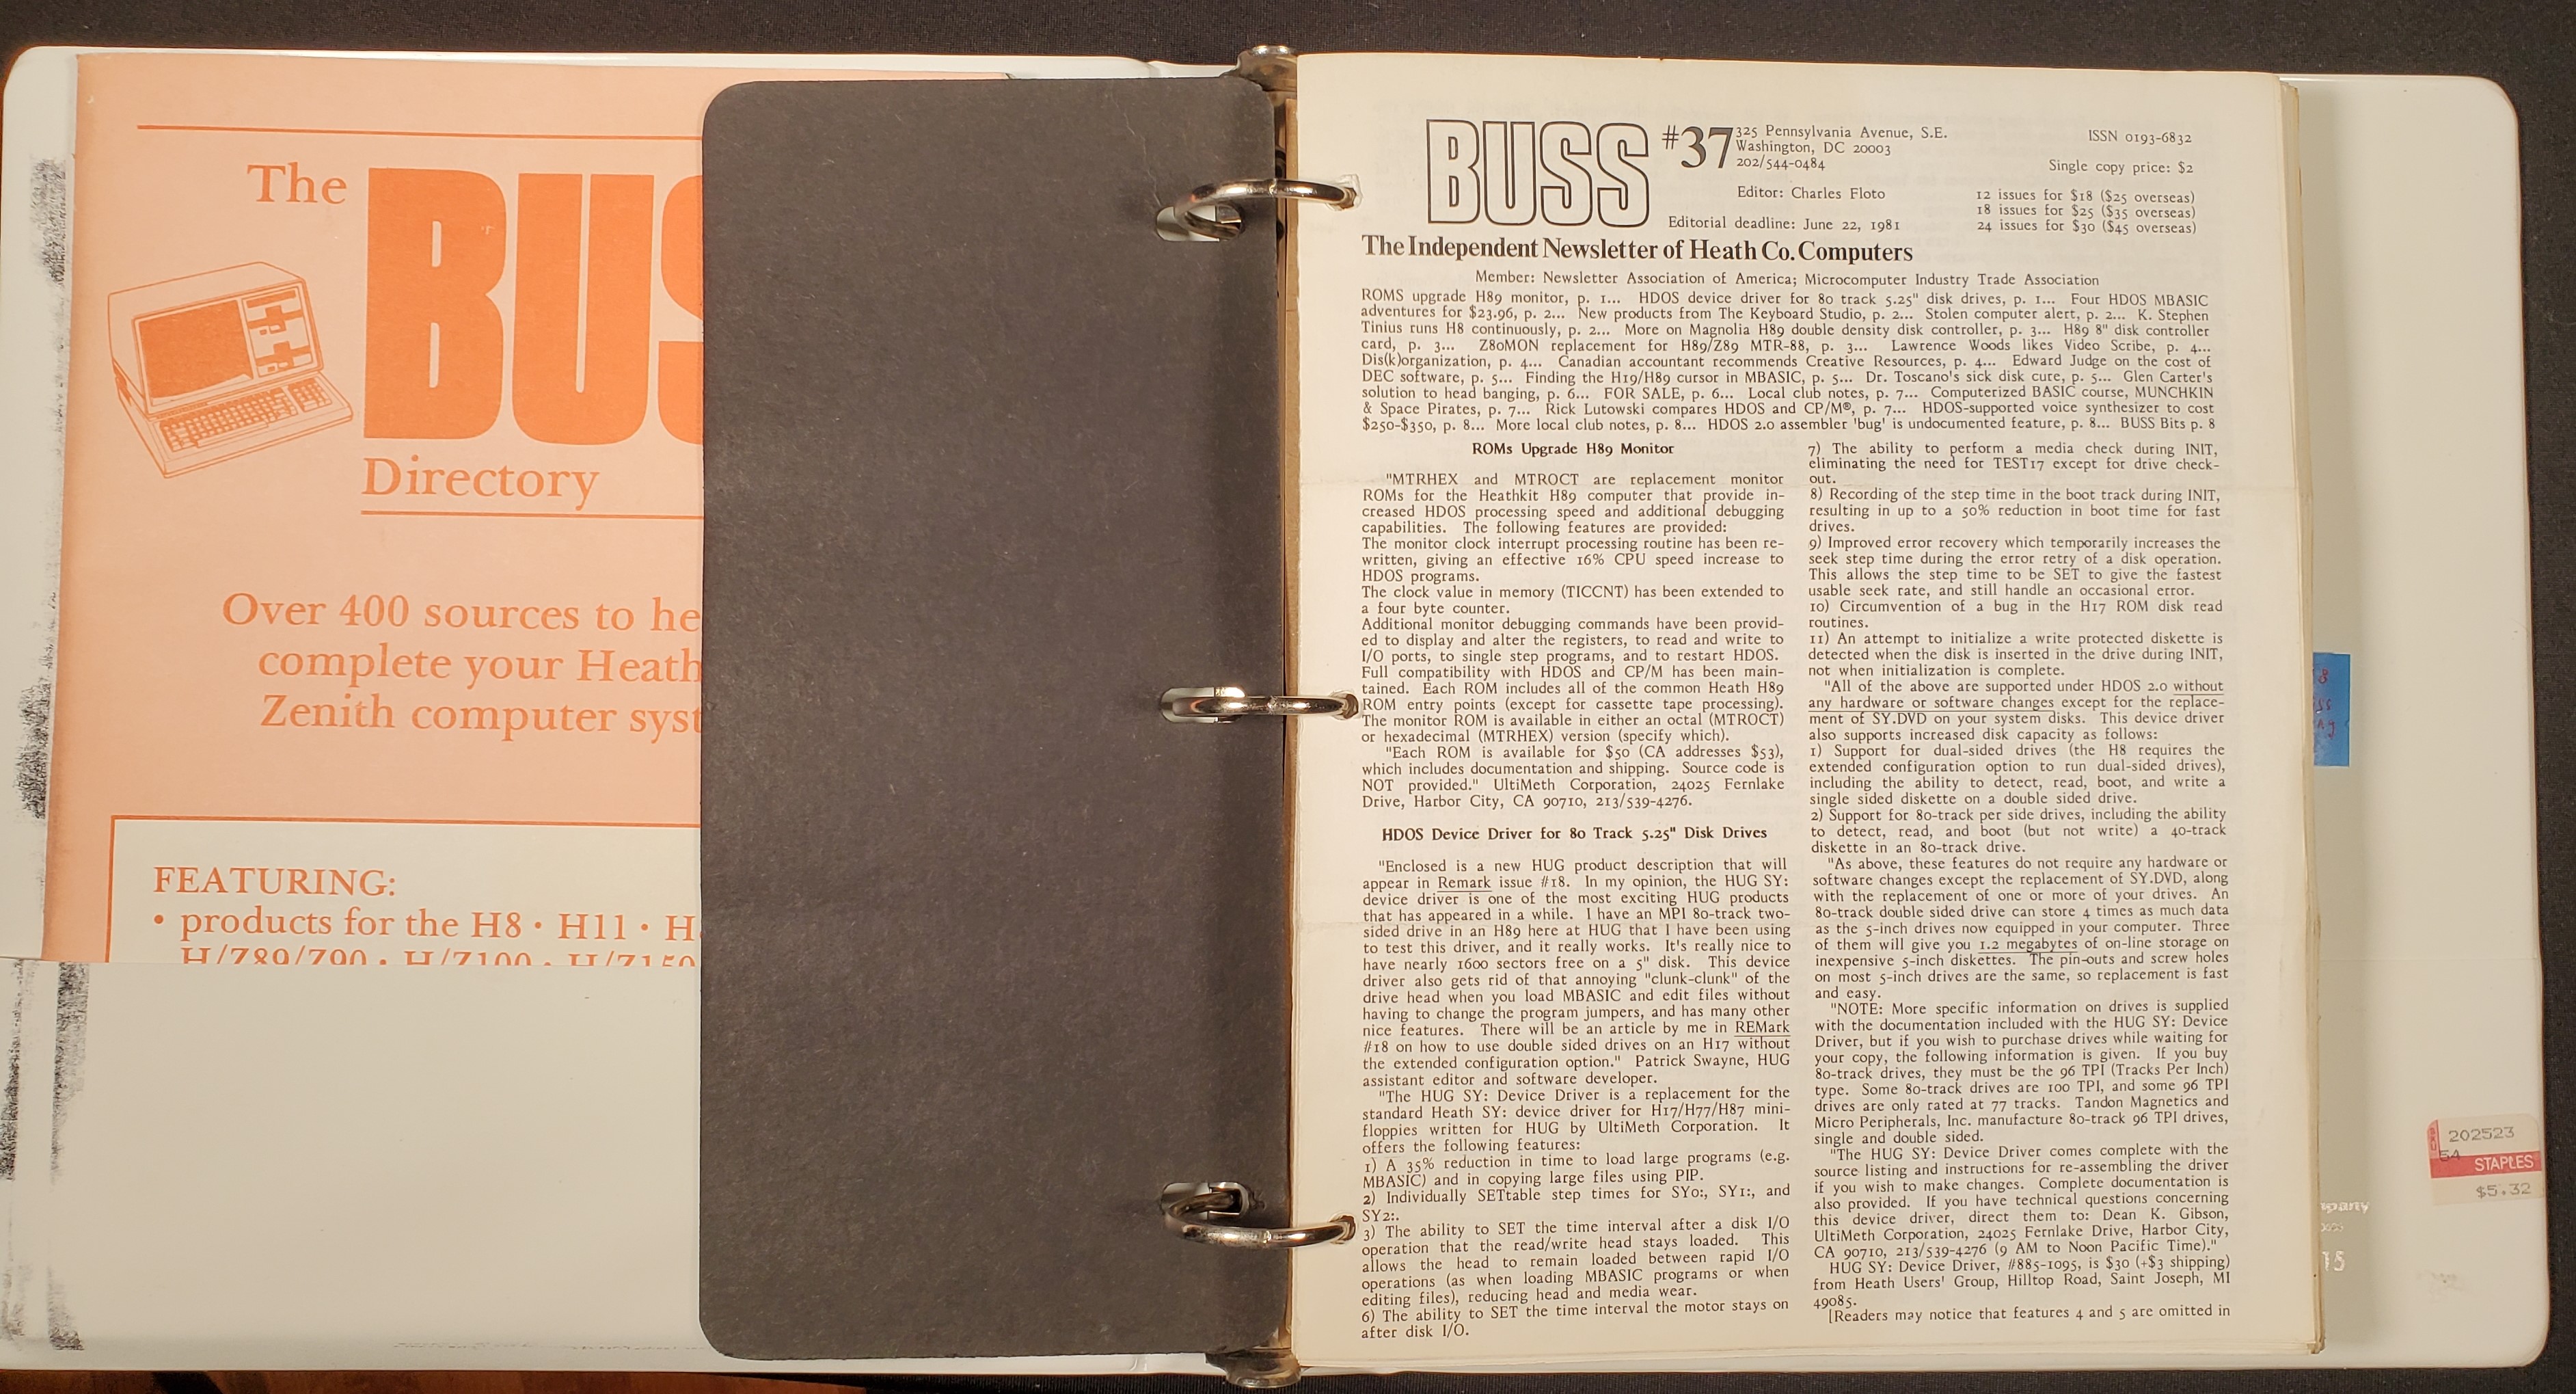 The BUS
Directory
Over 400 sources to he
complete your Heath
Zenith computer syst
FEATURING:
• products for the H8 • H11 • H
H/Z89/Z90 • H/Z100 • H/Z150
BUSS #37
325 Pennsylvania Avenue, S.E.
Washington, DC 20003
202/544-0484
Editor: Charles Floto
Editorial deadline: June 22, 1981
ISSN 0193-6832
Single copy price: $2
12 issues for $18 ($25 overseas)
18 issues for $25 ($35 overseas)
24 issues for $30 ($45 overseas)
The Independent Newsletter of Heath Co. Computers
Member: Newsletter Association of America; Microcomputer Industry Trade Association
ROMS upgrade H89 monitor, p. 1... HDOS device driver for 80 track 5.25" disk drives, p. 1... Four HDOS MBASIC
adventures for $23.96, p. 2... New products from The Keyboard Studio, p. 2... Stolen computer alert, p. 2... K. Stephen
Tinius runs H8 continuously, p. 2... More on Magnolia H89 double density disk controller, p. 3... H89 8" disk controller
card, p. 3... Z80MON replacement for H89/Z89 MTR-88, p. 3... Lawrence Woods likes Video Scribe, p. 4...
Dis(k)organization, p. 4... Canadian accountant recommends Creative Resources, p. 4... Edward Judge on the cost of
DEC software, p. 5... Finding the H19/H89 cursor in MBASIC, p. 5... Dr. Toscano's sick disk cure, p. 5... Glen Carter's
solution to head banging, p. 6... FOR SALE, p. 6... Local club notes, p. 7... Computerized BASIC course, MUNCHKIN
& Space Pirates, p. 7... Rick Lutowski compares HDOS and CP/M®, p. 7... HDOS-supported voice synthesizer to cost
$250-$350, p. 8... More local club notes, p. 8... HDOS 2.0 assembler 'bug' is undocumented feature, p. 8... BUSS Bits p. 8
ROMs Upgrade H89 Monitor
"MTRHEX and MTROCT are replacement monitor
ROMs for the Heathkit H89 computer that provide in-
creased HDOS processing speed and additional debugging
capabilities. The following features are provided:
The monitor clock interrupt processing routine has been re-
written, giving an effective 16% CPU speed increase to
HDOS programs.
The clock value in memory (TICCNT) has been extended to
a four byte counter.
Additional monitor debugging commands have been provid-
ed to display and alter the registers, to read and write to
I/O ports, to single step programs, and to restart HDOS.
Full compatibility with HDOS and CP/M has been main-
tained. Each ROM includes all of the common Heath H89
ROM entry points (except for cassette tape processing).
The monitor ROM is available in either an octal (MTROCT)
or hexadecimal (MTRHEX) version (specify which).
"Each ROM is available for $50 (CA addresses $53),
which includes documentation and shipping. Source code is
NOT provided." UltiMeth Corporation, 24025 Fernlake
Drive, Harbor City, CA 90710, 213/539-4276.
HDOS Device Driver for 80 Track 5.25" Disk Drives
"Enclosed is a new HUG product description that will
appear in Remark issue #18. In my opinion, the HUG SY:
device driver is one of the most exciting HUG products
that has appeared in a while. I have an MPI 80-track two-
sided drive in an H89 here at HUG that I have been using
to test this driver, and it really works. It's really nice to
have nearly 1600 sectors free on a 5" disk. This device
driver also gets rid of that annoying "clunk-clunk" of the
drive head when you load MBASIC and edit files without
having to change the program jumpers, and has many other
nice features. There will be an article by me in REMark
#18 on how to use double sided drives on an H17 without
the extended configuration option." Patrick Swayne, HUG
assistant editor and software developer.
"The HUG SY: Device Driver is a replacement for the
standard Heath SY: device driver for H17/H77/H87 mini-
floppies written for HUG by UltiMeth Corporation. It
offers the following features:
1) A 35% reduction in time to load large programs (e.g.
MBASIC) and in copying large files using PIP.
2) Individually SETtable step times for SY0:, SY1:, and
SY2:.
3) The ability to SET the time interval after a disk I/O
operation that the read/write head stays loaded. This
allows the head to remain loaded between rapid I/O
operations (as when loading MBASIC programs or when
editing files), reducing head and media wear.
6) The ability to SET the time interval the motor stays on
after disk I/O.
7) The ability to perform a media check during INIT,
eliminating the need for TEST17 except for drive check-
out.
8) Recording of the step time in the boot track during INIT,
resulting in up to a 50% reduction in boot time for fast
drives.
9) Improved error recovery which temporarily increases the
seek step time during the error retry of a disk operation.
This allows the step time to be SET to give the fastest
usable seek rate, and still handle an occasional error.
10) Circumvention of a bug in the H17 ROM disk read
routines.
11) An attempt to initialize a write protected diskette is
detected when the disk is inserted in the drive during INIT,
not when initialization is complete.
"All of the above are supported under HDOS 2.0 without
any hardware or software changes except for the replace-
ment of SY.DVD on your system disks. This device driver
also supports increased disk capacity as follows:
1) Support for dual-sided drives (the H8 requires the
extended configuration option to run dual-sided drives),
including the ability to detect, read, boot, and write a
single sided diskette on a double sided drive.
2) Support for 80-track per side drives, including the ability
to detect, read, and boot (but not write) a 40-track
diskette in an 80-track drive.
"As above, these features do not require any hardware or
software changes except the replacement of SY.DVD, along
with the replacement of one or more of your drives. An
80-track double sided drive can store 4 times as much data
as the 5-inch drives now equipped in your computer. Three
of them will give you 1.2 megabytes of on-line storage on
inexpensive 5-inch diskettes. The pin-outs and screw holes
on most 5-inch drives are the same, so replacement is fast
and easy.
"NOTE: More specific information on drives is supplied
with the documentation included with the HUG SY: Device
Driver, but if you wish to purchase drives while waiting for
your copy, the following information is given. If you buy
80-track drives, they must be the 96 TPI (Tracks Per Inch)
type. Some 80-track drives are 100 TPI, and some 96 TPI
drives are only rated at 77 tracks. Tandon Magnetics and
Micro Peripherals, Inc. manufacture 80-track 96 TPI drives,
single and double sided.
"The HUG SY: Device Driver comes complete with the
source listing and instructions for re-assembling the driver
if you wish to make changes. Complete documentation is
also provided. If you have technical questions concerning
this device driver, direct them to: Dean K. Gibson,
UltiMeth Corporation, 24025 Fernlake Drive, Harbor City,
CA 90710, 213/539-4276 (9 AM to Noon Pacific Time)."
HUG SY: Device Driver, #885-1095, is $30 (+$3 shipping)
from Heath Users' Group, Hilltop Road, Saint Joseph, MI
49085.
[Readers may notice that features 4 and 5 are omitted in
SKU 202523
54
STAPLES
$5.32
mpany
15